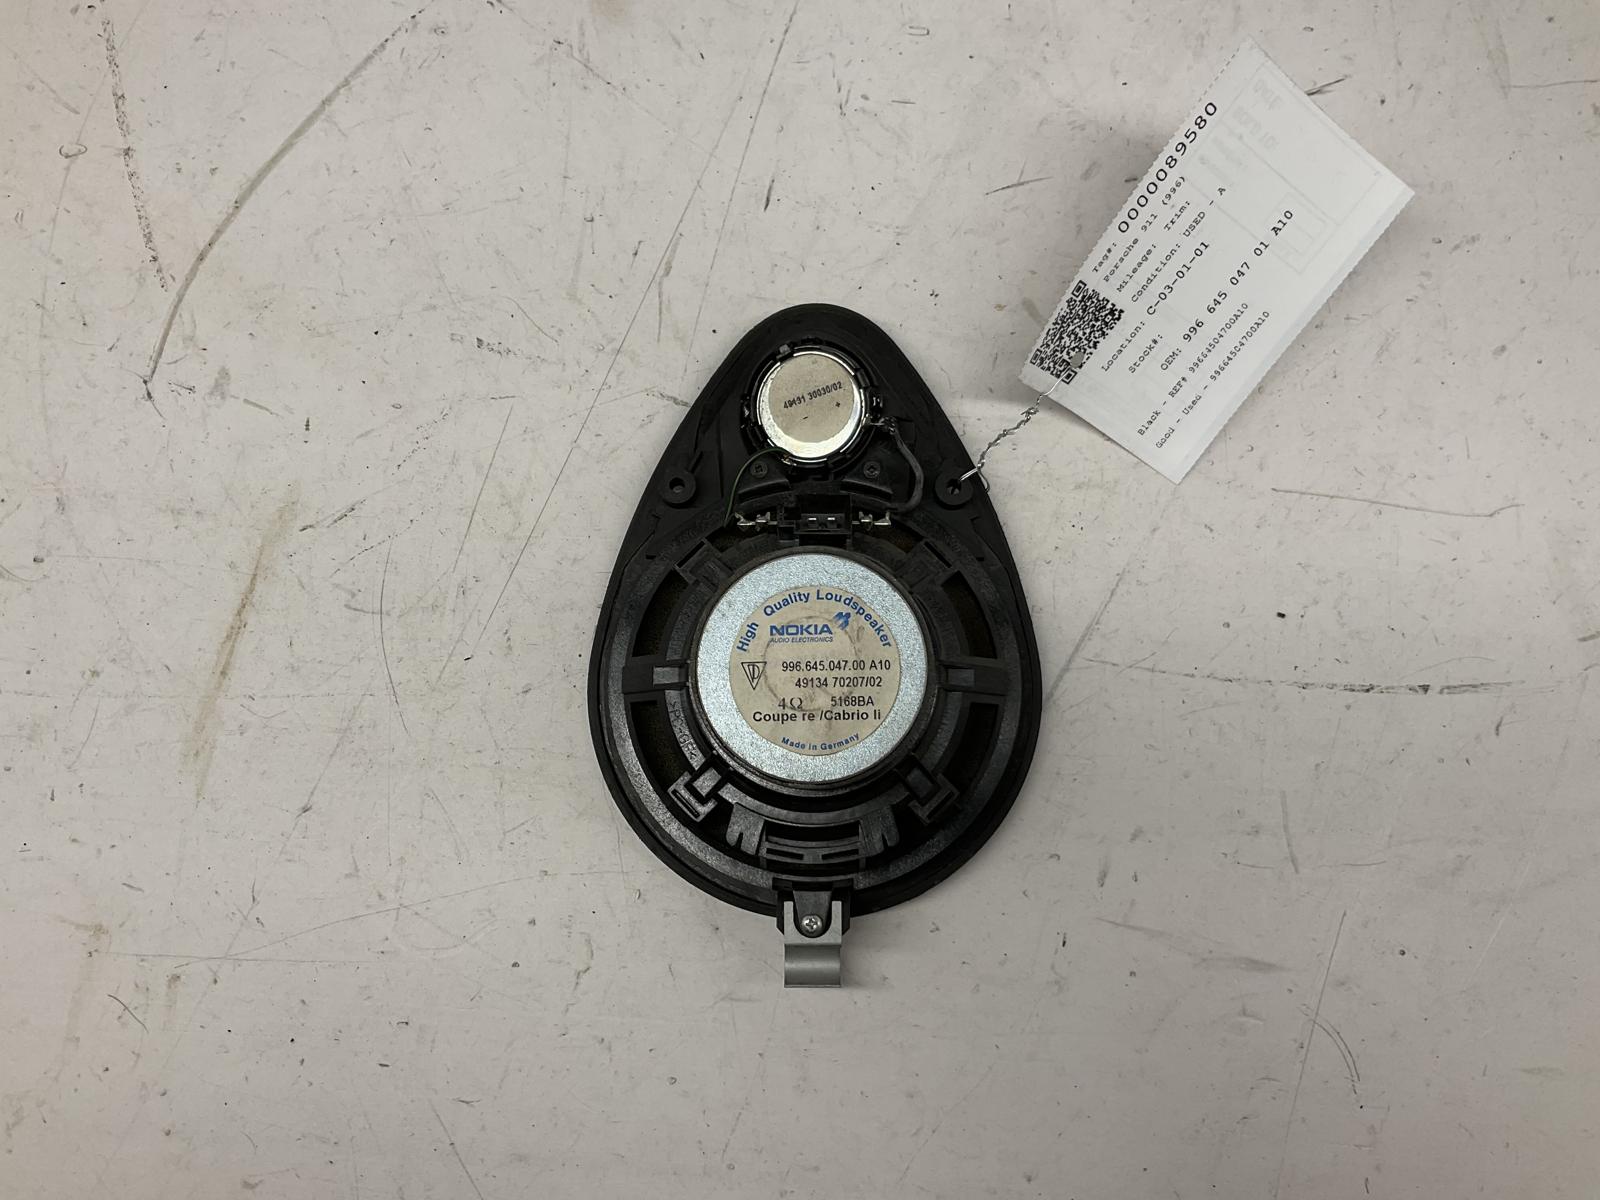 Tag#: 0000089580
Porsche 911 (996)
Mileage: Trim:
Condition: USED - A
Location: C-03-01-01
Stock#:
OEM: 996 645 047 01 A10
Black - REF# 99664504700A10
Good - Used - 99664504700A10
49131 30030/02
- +
High Quality Loudspeaker
NOKIA
AUDIO ELECTRONICS
996.645.047.00 A10
49134 70207/02
4Ω 5168BA
Coupe re /Cabrio li
Made in Germany